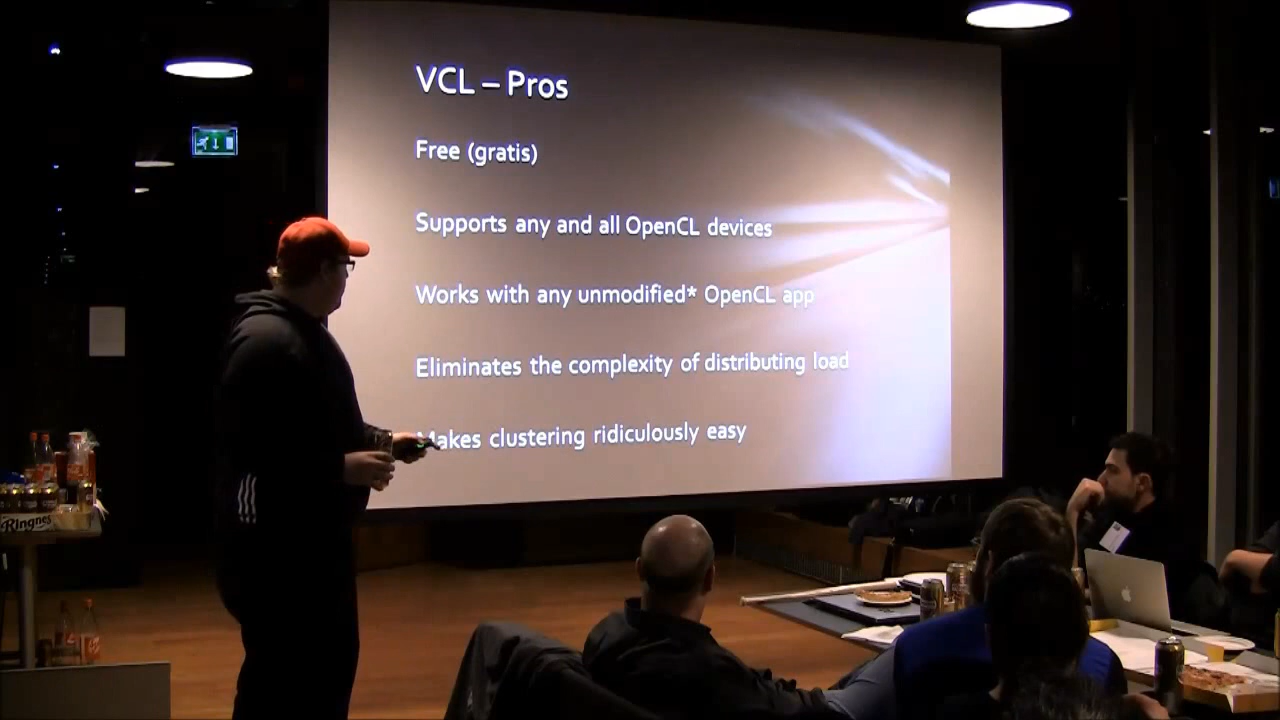 VCL – Pros
Free (gratis)
Supports any and all OpenCL devices
Works with any unmodified* OpenCL app
Eliminates the complexity of distributing load
Makes clustering ridiculously easy
Ringnes